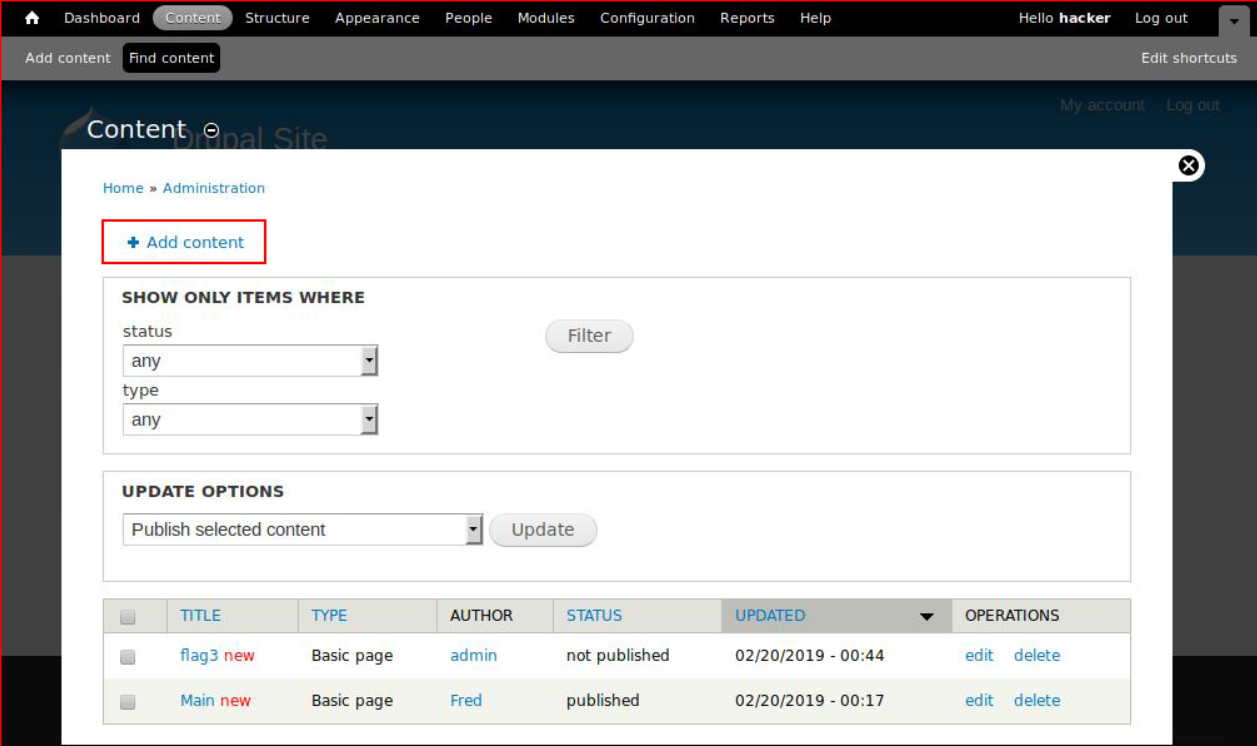 Dashboard Content Structure Appearance People Modules Configuration Reports Help Hello hacker Log out
Add content Find content Edit shortcuts
My account Log out
Content
Drupal Site
Home » Administration
+ Add content
SHOW ONLY ITEMS WHERE
status
any
Filter
type
any
UPDATE OPTIONS
Publish selected content Update
TITLE TYPE AUTHOR STATUS UPDATED OPERATIONS
flag3 new Basic page admin not published 02/20/2019 - 00:44 edit delete
Main new Basic page Fred published 02/20/2019 - 00:17 edit delete